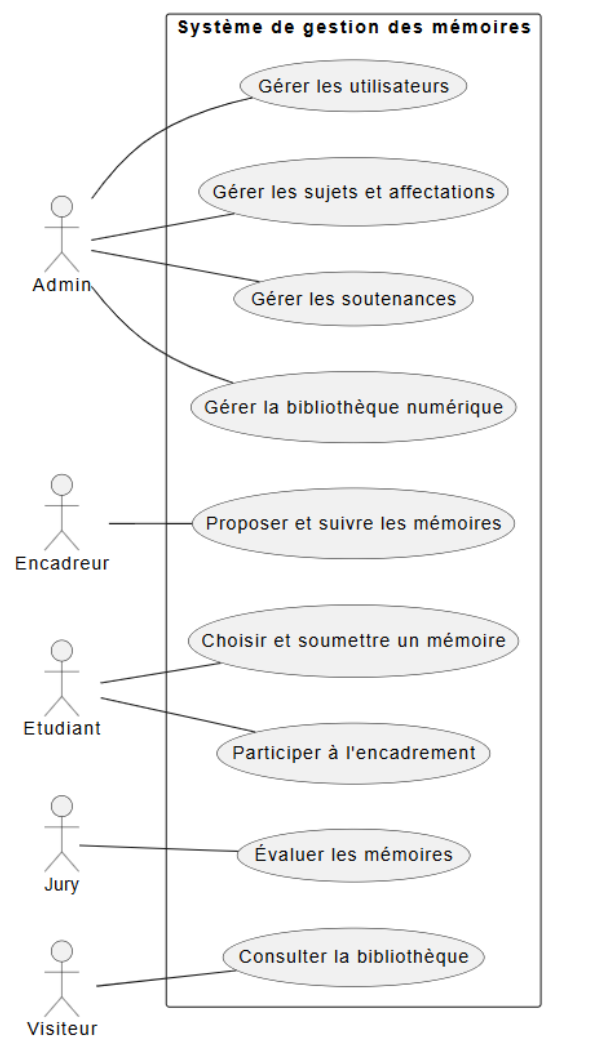 Système de gestion des mémoires
Gérer les utilisateurs
Gérer les sujets et affectations
Admin
Gérer les soutenances
Gérer la bibliothèque numérique
Proposer et suivre les mémoires
Encadreur
Choisir et soumettre un mémoire
Etudiant
Participer à l'encadrement
Évaluer les mémoires
Jury
Consulter la bibliothèque
Visiteur